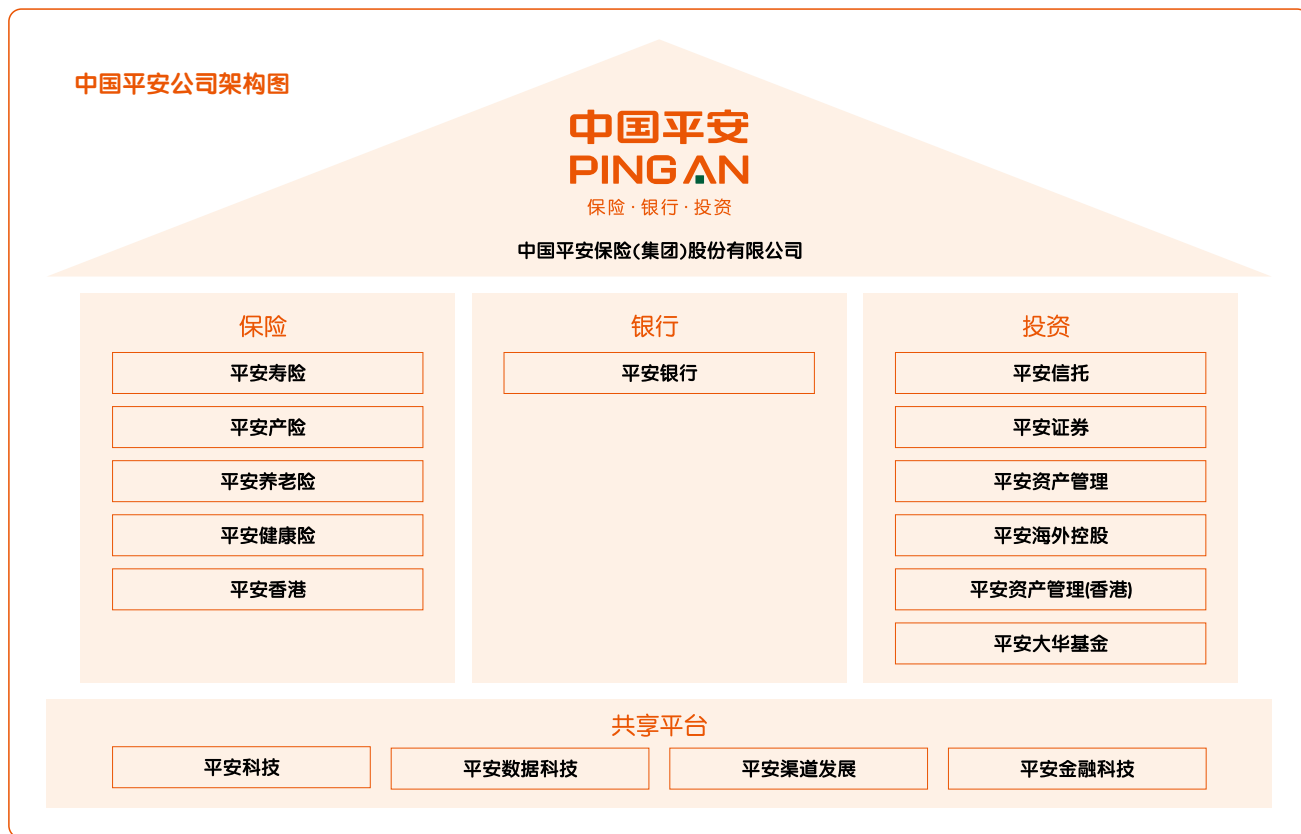 中国平安公司架构图
中国平安
PING AN
保险·银行·投资
中国平安保险(集团)股份有限公司
保险
平安寿险
平安产险
平安养老险
平安健康险
平安香港
银行
平安银行
投资
平安信托
平安证券
平安资产管理
平安海外控股
平安资产管理(香港)
平安大华基金
共享平台
平安科技
平安数据科技
平安渠道发展
平安金融科技